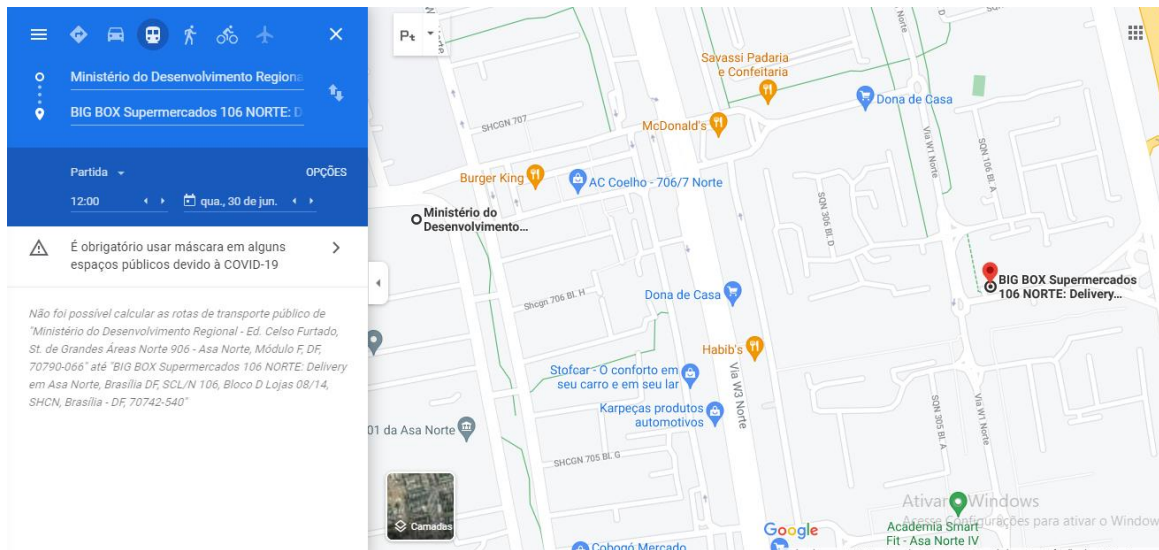 Ministério do Desenvolvimento Regiona
BIG BOX Supermercados 106 NORTE: D
Partida
OPÇÕES
12:00
qua., 30 de jun.
É obrigatório usar máscara em alguns
espaços públicos devido à COVID-19
Não foi possível calcular as rotas de transporte público de
"Ministério do Desenvolvimento Regional - Ed. Celso Furtado,
St. de Grandes Áreas Norte 906 - Asa Norte, Módulo F, DF,
70790-066" até "BIG BOX Supermercados 106 NORTE: Delivery
em Asa Norte, Brasília DF, SCL/N 106, Bloco D Lojas 08/14,
SHCN, Brasília - DF, 70742-540"
Pt
Savassi Padaria
e Confeitaria
Dona de Casa
McDonald's
SHCGN 707
Via W1 Norte
SQN 106 Bl. A
Burger King
AC Coelho - 706/7 Norte
Ministério do
Desenvolvimento...
SQN 306 Bl. D
BIG BOX Supermercados
106 NORTE: Delivery...
Shcgn 706 Bl. H
Dona de Casa
Habib's
Stofcar - O conforto em
seu carro e em seu lar
Via W3 Norte
Karpeças produtos
automotivos
SQN 305 Bl. A
Via W1 Norte
01 da Asa Norte
SHCGN 705 Bl. G
Camadas
Google
Cobogó Mercado
Academia Smart
Fit - Asa Norte IV
Ativar o Windows
Acesse Configurações para ativar o Window